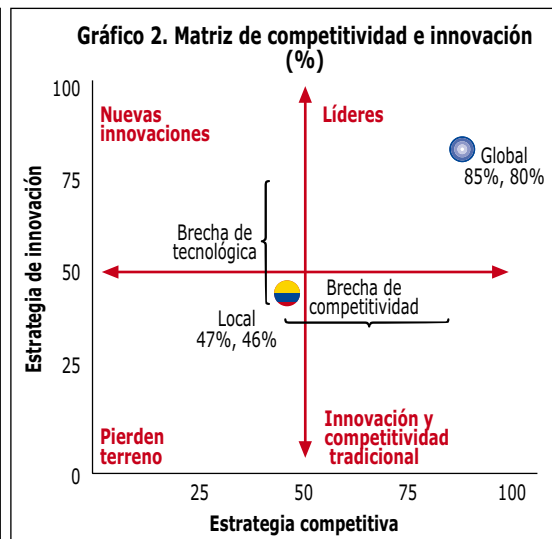 Gráfico 2. Matriz de competitividad e innovación
(%)
100
75
50
25
0
Estrategia de innovación
Nuevas
innovaciones
Líderes
Global
85%, 80%
Brecha de
tecnológica
Brecha de
competitividad
Local
47%, 46%
Pierden
terreno
Innovación y
competitividad
tradicional
25
50
75
100
Estrategia competitiva